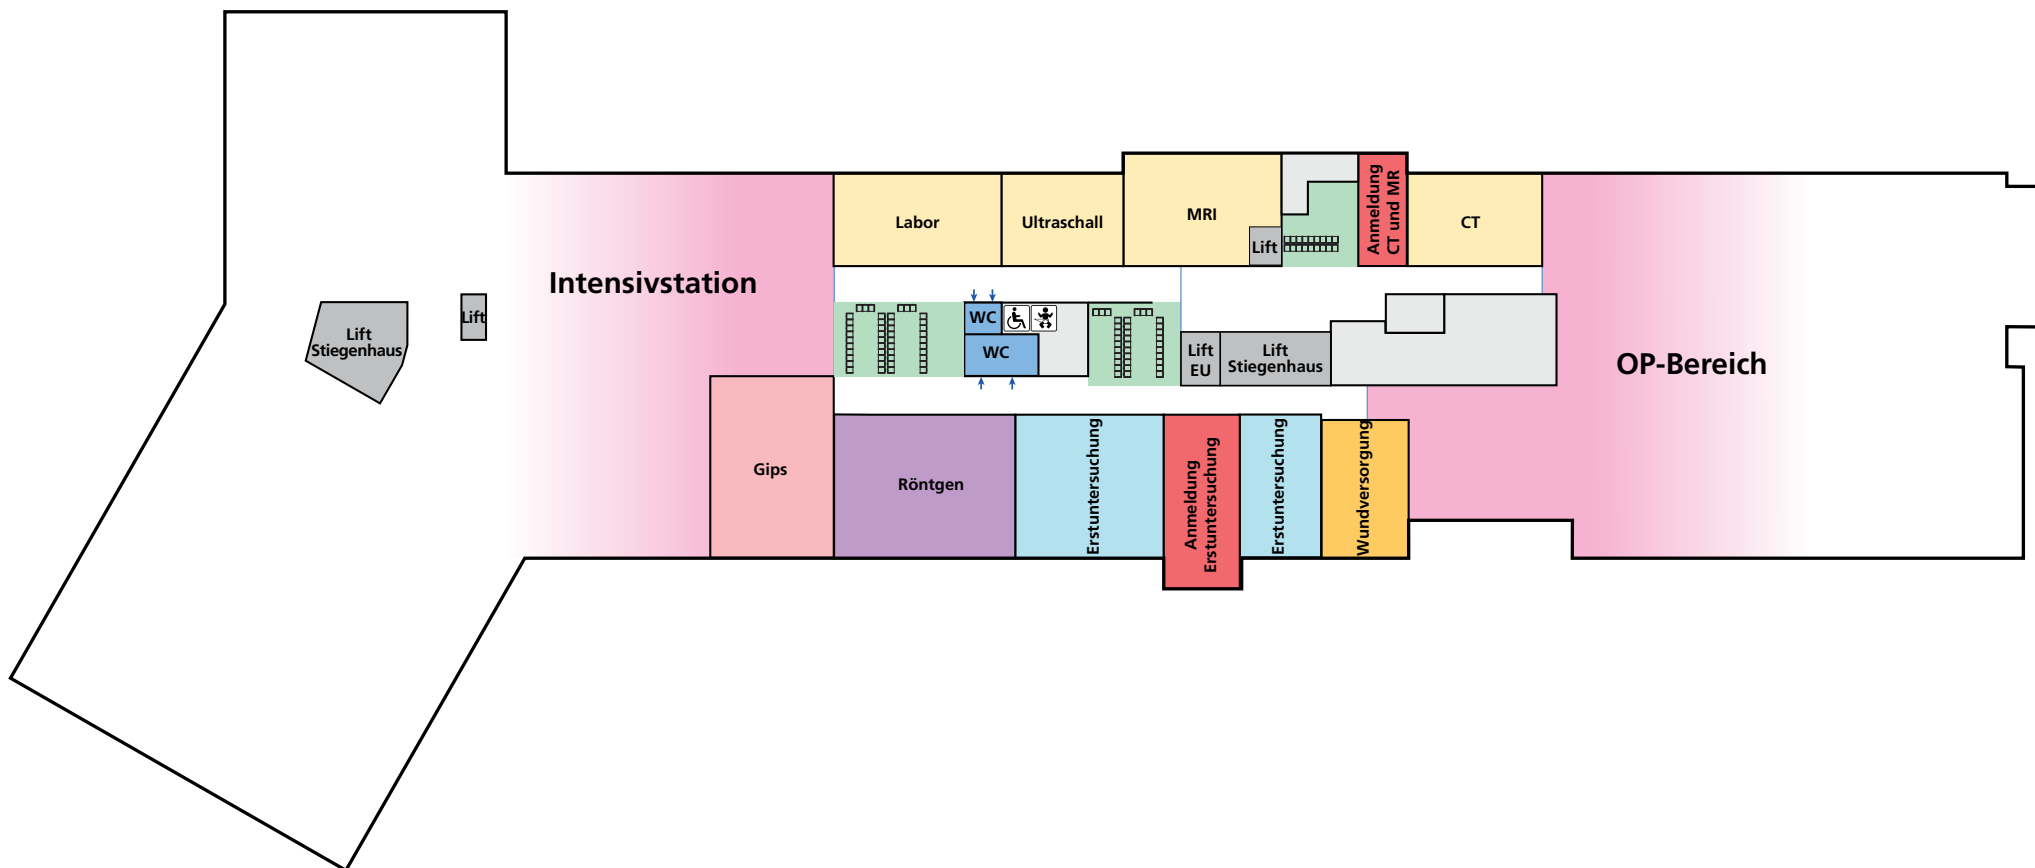 Labor
Ultraschall
MRI
Lift
Anmeldung
CT und MR
CT
Intensivstation
Lift
Stiegenhaus
Lift
WC
WC
Lift
EU
Lift
Stiegenhaus
OP-Bereich
Gips
Röntgen
Erstuntersuchung
Anmeldung
Erstuntersuchung
Erstuntersuchung
Wundversorgung